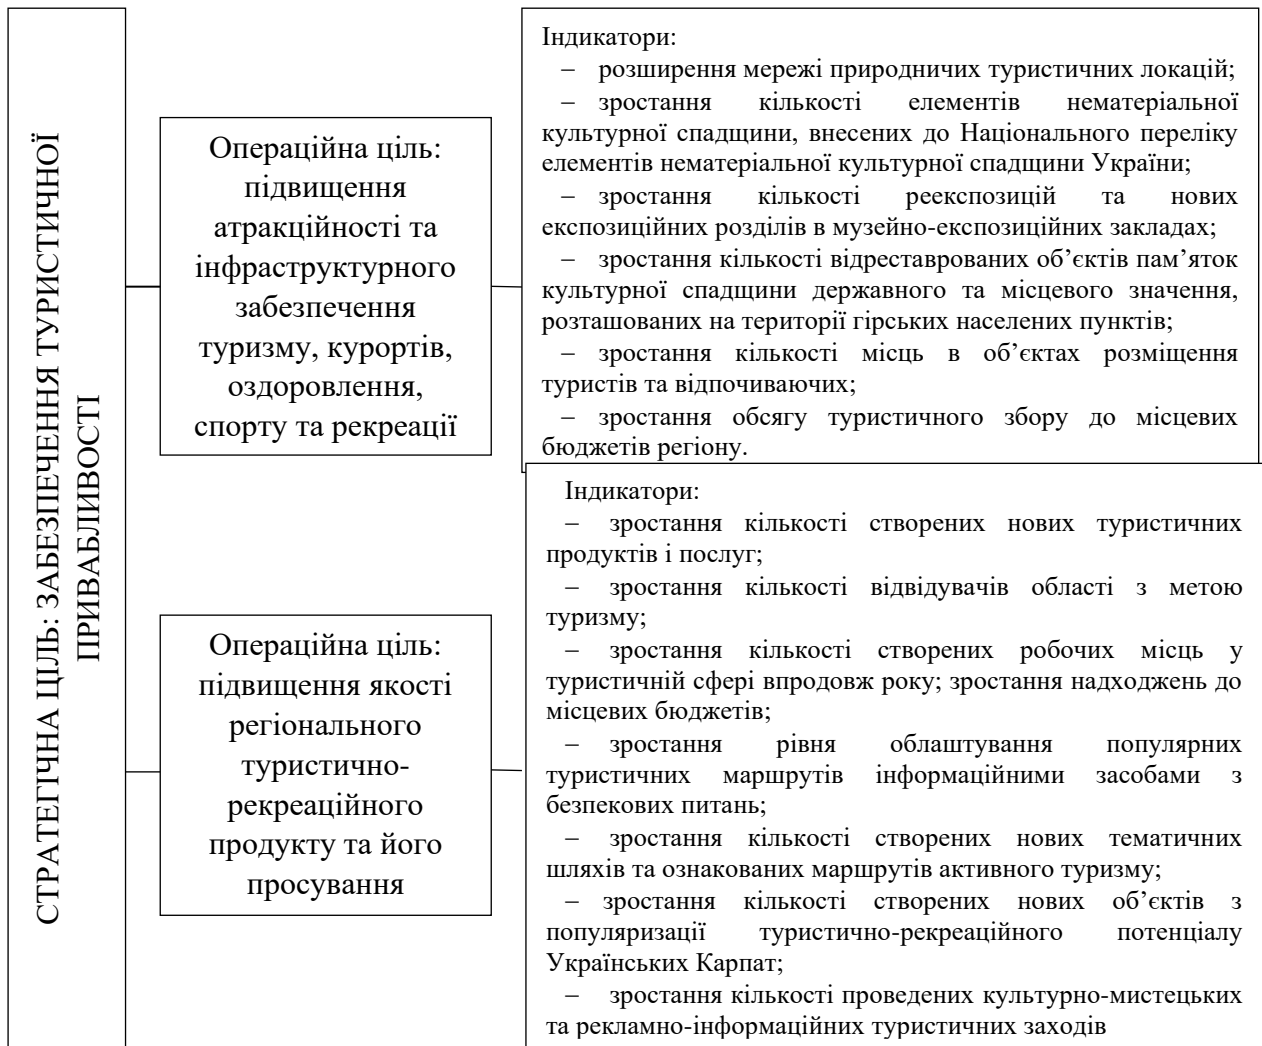 СТРАТЕГІЧНА ЦІЛЬ: ЗАБЕЗПЕЧЕННЯ ТУРИСТИЧНОЇ
ПРИВАБЛИВОСТІ
Операційна ціль:
підвищення
атракційності та
інфраструктурного
забезпечення
туризму, курортів,
оздоровлення,
спорту та рекреації
Індикатори:
– розширення мережі природничих туристичних локацій;
– зростання кількості елементів нематеріальної
культурної спадщини, внесених до Національного переліку
елементів нематеріальної культурної спадщини України;
– зростання кількості реекспозицій та нових
експозиційних розділів в музейно-експозиційних закладах;
– зростання кількості відреставрованих об’єктів пам’яток
культурної спадщини державного та місцевого значення,
розташованих на території гірських населених пунктів;
– зростання кількості місць в об’єктах розміщення
туристів та відпочиваючих;
– зростання обсягу туристичного збору до місцевих
бюджетів регіону.
Операційна ціль:
підвищення якості
регіонального
туристично-
рекреаційного
продукту та його
просування
Індикатори:
– зростання кількості створених нових туристичних
продуктів і послуг;
– зростання кількості відвідувачів області з метою
туризму;
– зростання кількості створених робочих місць у
туристичній сфері впродовж року; зростання надходжень до
місцевих бюджетів;
– зростання рівня облаштування популярних
туристичних маршрутів інформаційними засобами з
безпекових питань;
– зростання кількості створених нових тематичних
шляхів та ознакованих маршрутів активного туризму;
– зростання кількості створених нових об’єктів з
популяризації туристично-рекреаційного потенціалу
Українських Карпат;
– зростання кількості проведених культурно-мистецьких
та рекламно-інформаційних туристичних заходів